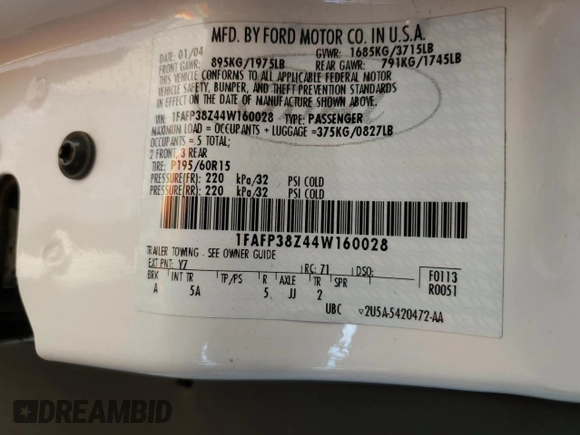 MFD. BY FORD MOTOR CO. IN U.S.A.
DATE: 01/04 GVWR: 1685KG/3715LB
FRONT GAWR: 895KG/1975LB REAR GAWR: 791KG/1745LB
THIS VEHICLE CONFORMS TO ALL APPLICABLE FEDERAL MOTOR
VEHICLE SAFETY, BUMPER, AND THEFT PREVENTION STANDARDS
IN EFFECT ON THE DATE OF MANUFACTURE SHOWN ABOVE.
VIN: 1FAFP38Z44W160028 TYPE: PASSENGER
MAXIMUM LOAD = OCCUPANTS + LUGGAGE =375KG/0827LB
OCCUPANTS = 5 TOTAL;
2 FRONT, 3 REAR
TIRE: P195/60R15
PRESSURE(FR): 220 kPa/32 PSI COLD
PRESSURE(RR): 220 kPa/32 PSI COLD
1FAFP38Z44W160028
TRAILER TOWING - SEE OWNER GUIDE
EXT PNT: Y7 RC: 71 DSO: F0113
BRK INT TR TP/PS R AXLE TR SPR R0051
A 5A 5 JJ 2
UBC ▽2U5A-5420472-AA
DREAMBID